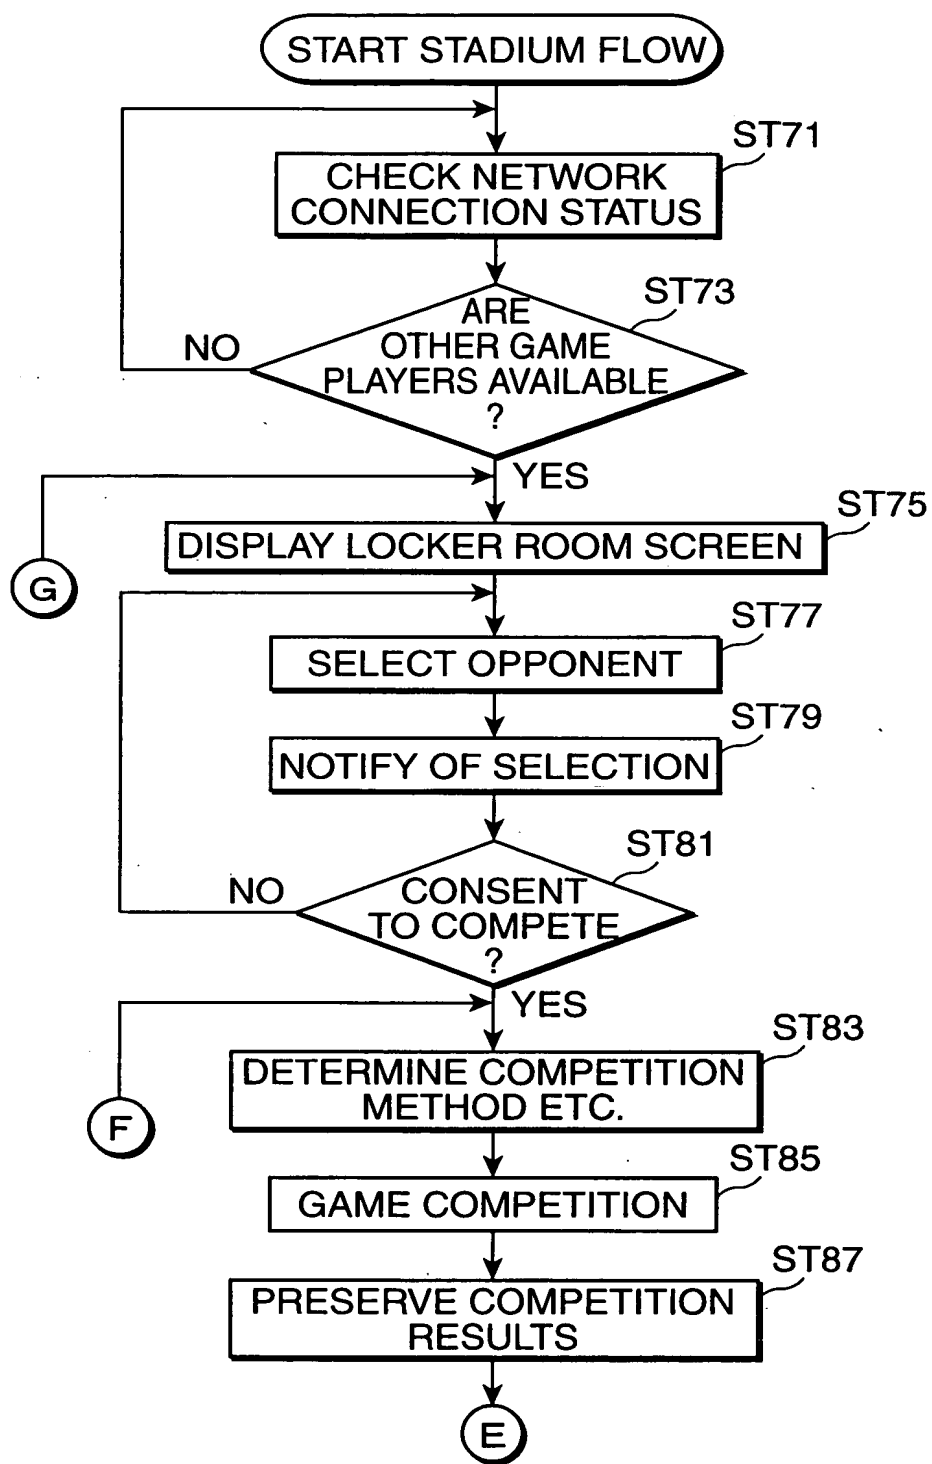 START STADIUM FLOW
ST71
CHECK NETWORK
CONNECTION STATUS
ST73
ARE
OTHER GAME
PLAYERS AVAILABLE
?
NO
YES
ST75
DISPLAY LOCKER ROOM SCREEN
G
ST77
SELECT OPPONENT
ST79
NOTIFY OF SELECTION
ST81
CONSENT
TO COMPETE
?
NO
YES
ST83
DETERMINE COMPETITION
METHOD ETC.
F
ST85
GAME COMPETITION
ST87
PRESERVE COMPETITION
RESULTS
E